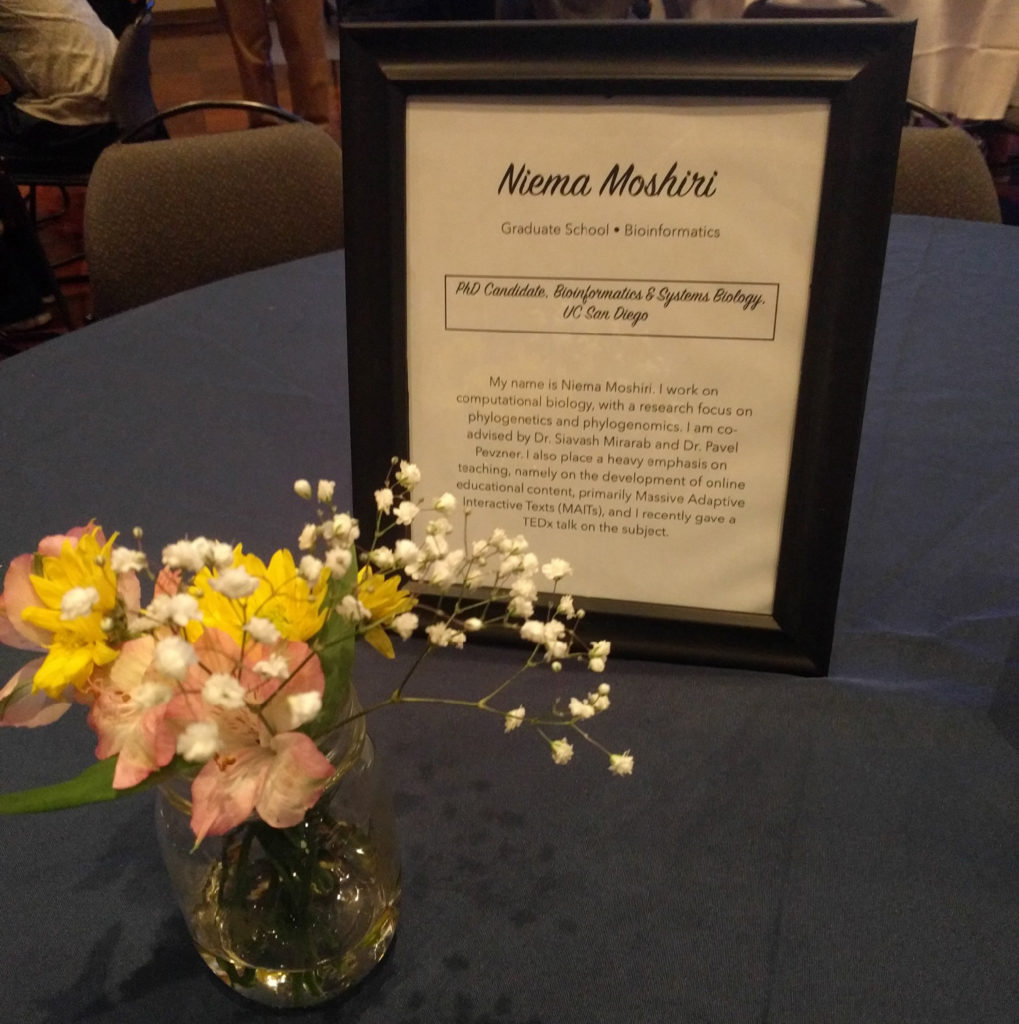 Niema Moshiri
Graduate School • Bioinformatics
PhD Candidate, Bioinformatics & Systems Biology,
UC San Diego
My name is Niema Moshiri. I work on
computational biology, with a research focus on
phylogenetics and phylogenomics. I am co-
advised by Dr. Siavash Mirarab and Dr. Pavel
Pevzner. I also place a heavy emphasis on
teaching, namely on the development of online
educational content, primarily Massive Adaptive
Interactive Texts (MAITs), and I recently gave a
TEDx talk on the subject.